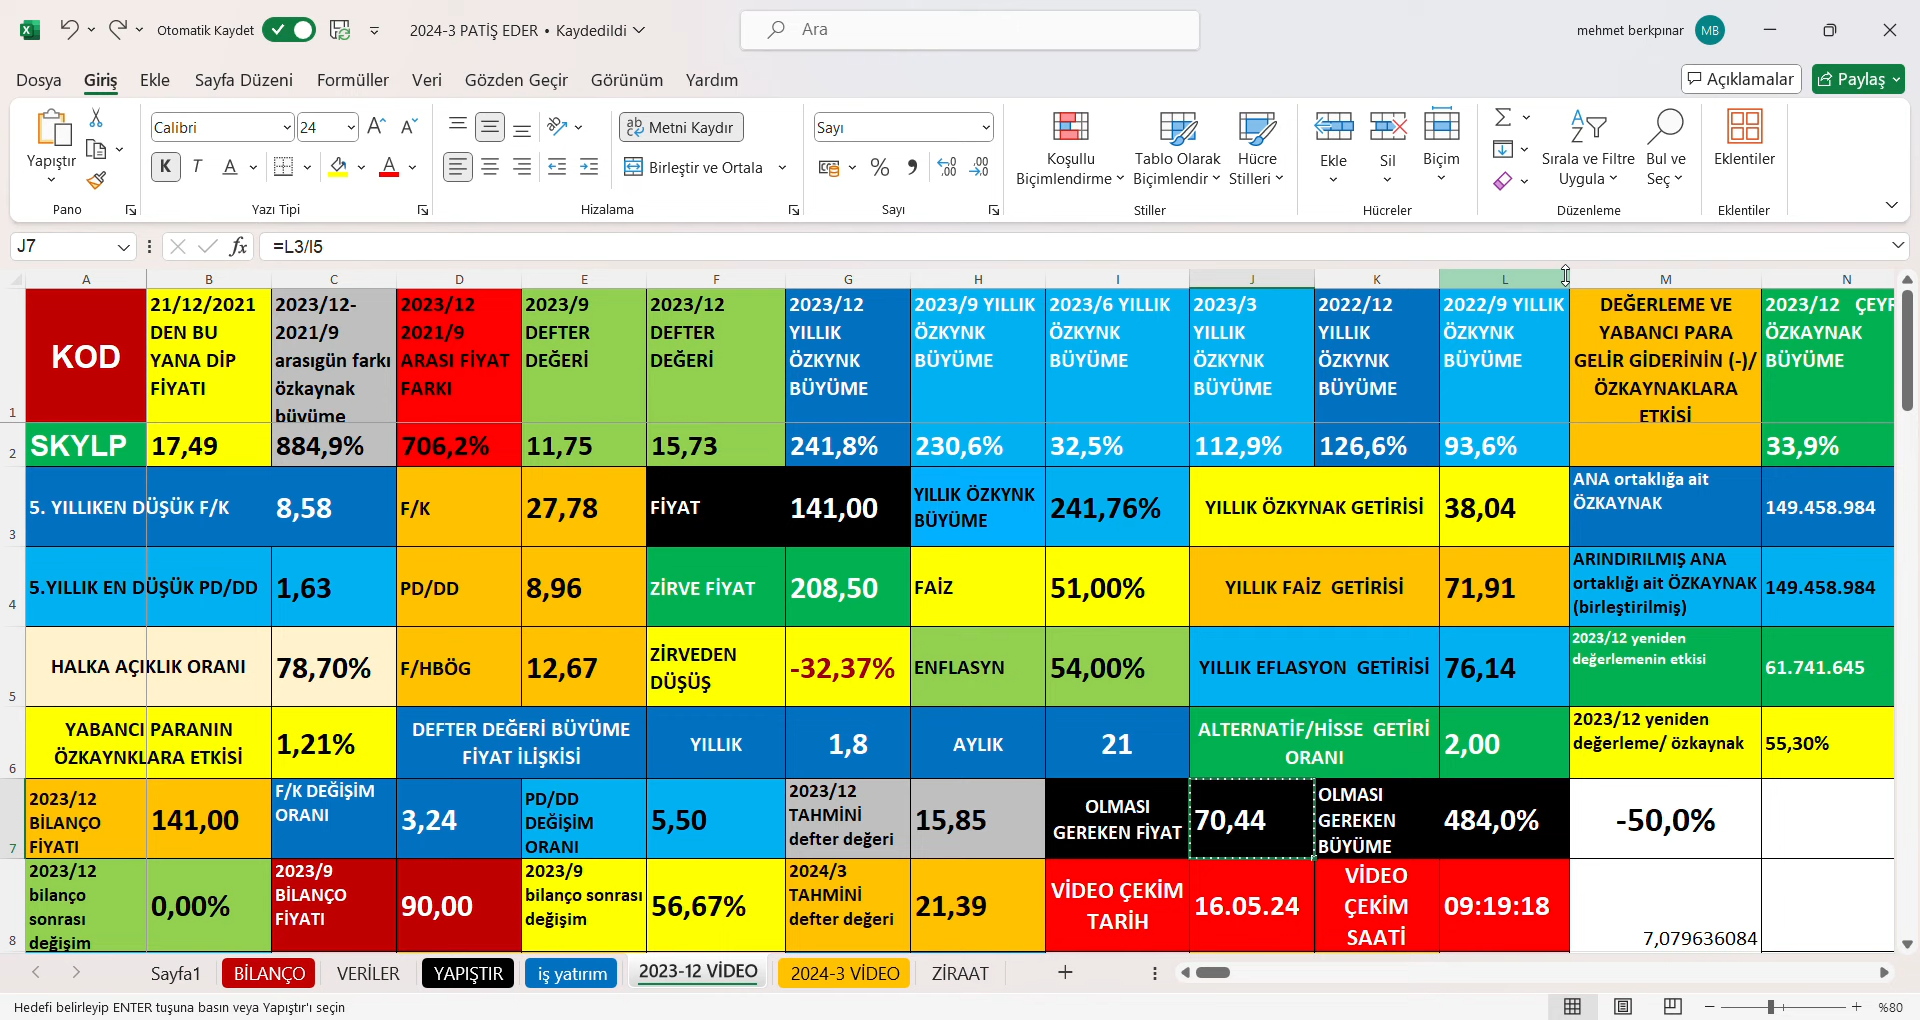 Otomatik Kaydet
2024-3 PATİŞ EDER • Kaydedildi
Ara
mehmet berkpınar
MB
Dosya Giriş Ekle Sayfa Düzeni Formüller Veri Gözden Geçir Görünüm Yardım
Açıklamalar
Paylaş
Yapıştır
Pano
Calibri
24
K T A
Yazı Tipi
Metni Kaydır
Birleştir ve Ortala
Hizalama
Sayı
Sayı
Koşullu
Biçimlendirme
Tablo Olarak
Biçimlendir
Hücre
Stilleri
Stiller
Ekle
Sil
Biçim
Hücreler
Sırala ve Filtre
Uygula
Bul ve
Seç
Düzenleme
Eklentiler
Eklentiler
J7
fx
=L3/I5
A B C D E F G H I J K L M N
1
KOD
21/12/2021
DEN BU
YANA DİP
FİYATI
2023/12-
2021/9
arasıgün farkı
özkaynak
büyüme
2023/12
2021/9
ARASI FİYAT
FARKI
2023/9
DEFTER
DEĞERİ
2023/12
DEFTER
DEĞERİ
2023/12
YILLIK
ÖZKYNK
BÜYÜME
2023/9 YILLIK
ÖZKYNK
BÜYÜME
2023/6 YILLIK
ÖZKYNK
BÜYÜME
2023/3
YILLIK
ÖZKYNK
BÜYÜME
2022/12
YILLIK
ÖZKYNK
BÜYÜME
2022/9 YILLIK
ÖZKYNK
BÜYÜME
DEĞERLEME VE
YABANCI PARA
GELİR GİDERİNİN (-)/
ÖZKAYNAKLARA
ETKİSİ
2023/12 ÇEYR
ÖZKAYNAK
BÜYÜME
2
SKYLP 17,49 884,9% 706,2% 11,75 15,73 241,8% 230,6% 32,5% 112,9% 126,6% 93,6% 33,9%
3
5. YILLIKEN DÜŞÜK F/K
8,58
F/K
27,78
FİYAT
141,00
YILLIK ÖZKYNK
BÜYÜME
241,76%
YILLIK ÖZKYNAK GETİRİSİ
38,04
ANA ortaklığa ait
ÖZKAYNAK
149.458.984
4
5.YILLIK EN DÜŞÜK PD/DD
1,63
PD/DD
8,96
ZİRVE FİYAT
208,50
FAİZ
51,00%
YILLIK FAİZ GETİRİSİ
71,91
ARINDIRILMIŞ ANA
ortaklığı ait ÖZKAYNAK
(birleştirilmiş)
149.458.984
5
HALKA AÇIKLIK ORANI
78,70%
F/HBÖG
12,67
ZİRVEDEN
DÜŞÜŞ
-32,37%
ENFLASYN
54,00%
YILLIK EFLASYON GETİRİSİ
76,14
2023/12 yeniden
değerlemenin etkisi
61.741.645
6
YABANCI PARANIN
ÖZKAYNKLARA ETKİSİ
1,21%
DEFTER DEĞERİ BÜYÜME
FİYAT İLİŞKİSİ
YILLIK
1,8
AYLIK
21
ALTERNATİF/HİSSE GETİRİ
ORANI
2,00
2023/12 yeniden
değerleme/ özkaynak
55,30%
7
2023/12
BİLANÇO
FİYATI
141,00
F/K DEĞİŞİM
ORANI
3,24
PD/DD
DEĞİŞİM
ORANI
5,50
2023/12
TAHMİNİ
defter değeri
15,85
OLMASI
GEREKEN FİYAT
70,44
OLMASI
GEREKEN
BÜYÜME
484,0%
-50,0%
8
2023/12
bilanço
sonrası
değişim
0,00%
2023/9
BİLANÇO
FİYATI
90,00
2023/9
bilanço sonrası
değişim
56,67%
2024/3
TAHMİNİ
defter değeri
21,39
VİDEO ÇEKİM
TARİH
16.05.24
VİDEO
ÇEKİM
SAATİ
09:19:18
7,079636084
Sayfa1 BİLANÇO VERİLER YAPIŞTIR iş yatırım 2023-12 VİDEO 2024-3 VİDEO ZİRAAT
Hedefi belirleyip ENTER tuşuna basın veya Yapıştır'ı seçin
%80